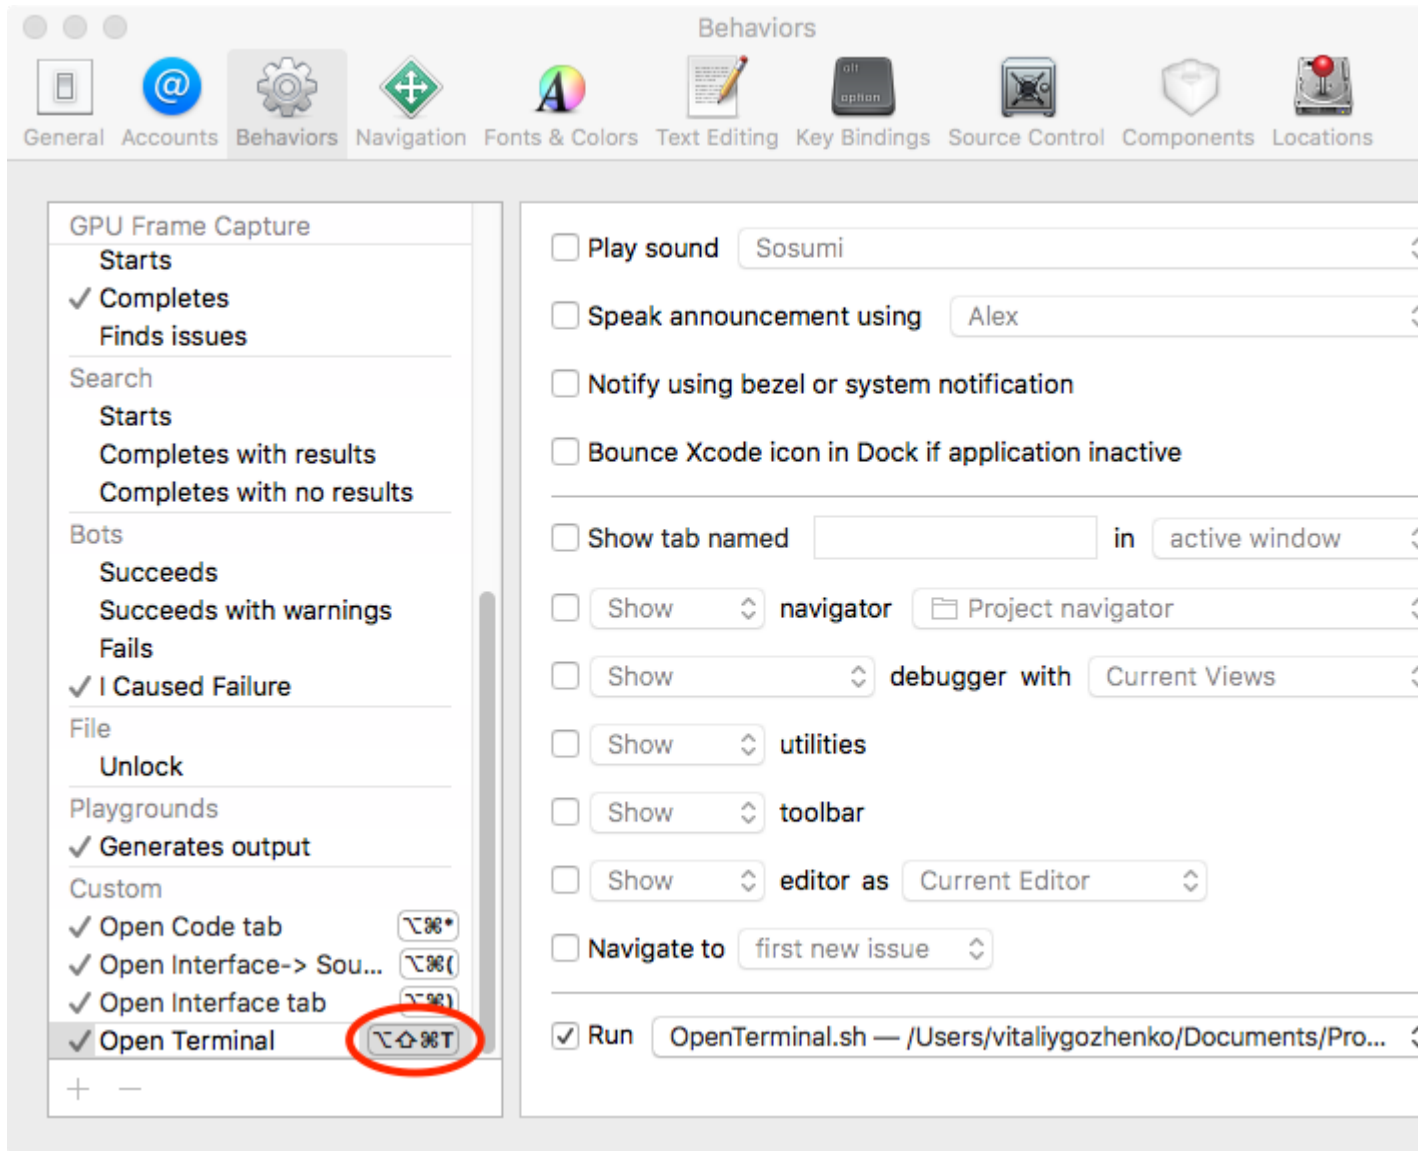 Behaviors
alt
option
General Accounts Behaviors Navigation Fonts & Colors Text Editing Key Bindings Source Control Components Locations
GPU Frame Capture
Starts
✓ Completes
Finds issues
Search
Starts
Completes with results
Completes with no results
Bots
Succeeds
Succeeds with warnings
Fails
✓ I Caused Failure
File
Unlock
Playgrounds
✓ Generates output
Custom
✓ Open Code tab ⌥⌘*
✓ Open Interface-> Sou... ⌥⌘(
✓ Open Interface tab ⌥⌘)
✓ Open Terminal ⌥⇧⌘T
+ −
Play sound Sosumi
Speak announcement using Alex
Notify using bezel or system notification
Bounce Xcode icon in Dock if application inactive
Show tab named in active window
Show navigator Project navigator
Show debugger with Current Views
Show utilities
Show toolbar
Show editor as Current Editor
Navigate to first new issue
✓ Run OpenTerminal.sh — /Users/vitaliygozhenko/Documents/Pro...